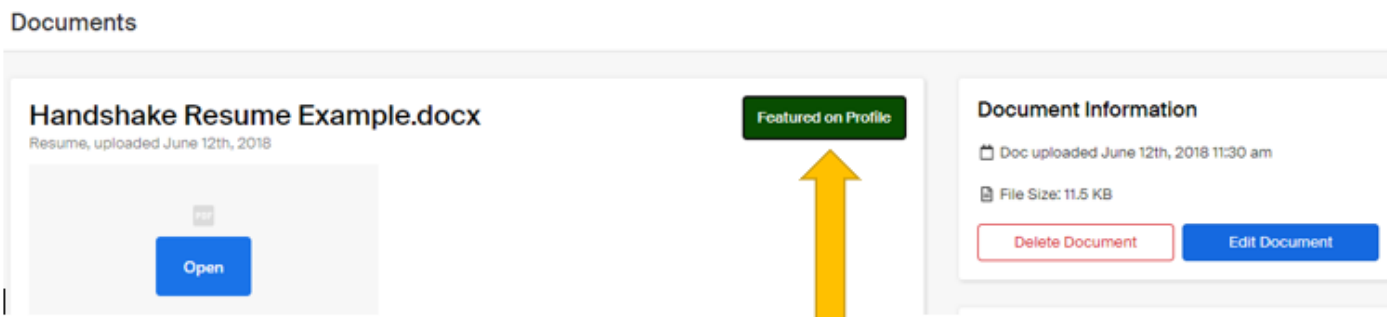 Documents
Handshake Resume Example.docx
Featured on Profile
Resume, uploaded June 12th, 2018
PDF
Open
Document Information
Doc uploaded June 12th, 2018 11:30 am
File Size: 11.5 KB
Delete Document
Edit Document